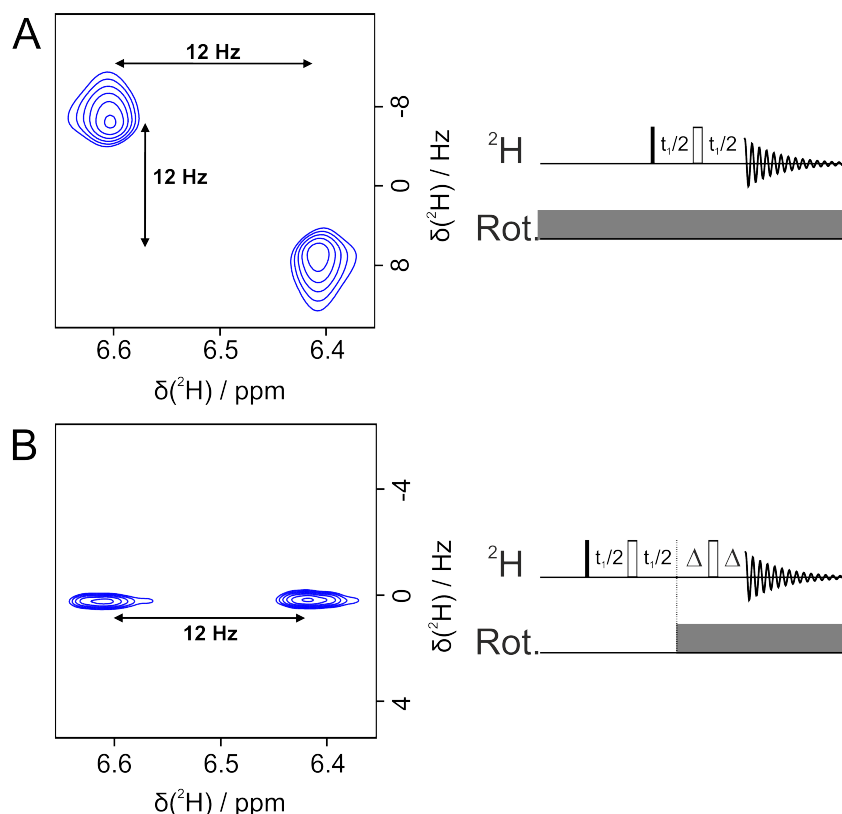 A
12 Hz
12 Hz
-8
0
8
δ(²H) / Hz
6.6
6.5
6.4
δ(²H) / ppm
²H
t₁/2
t₁/2
Rot.
B
12 Hz
-4
0
4
δ(²H) / Hz
6.6
6.5
6.4
δ(²H) / ppm
²H
t₁/2
t₁/2
Δ
Δ
Rot.